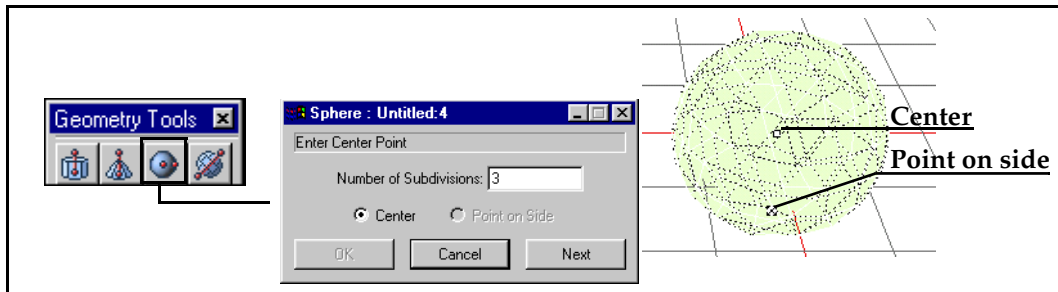 Geometry Tools
Sphere : Untitled:4
Enter Center Point
Number of Subdivisions: 3
Center Point on Side
OK Cancel Next
Center
Point on side